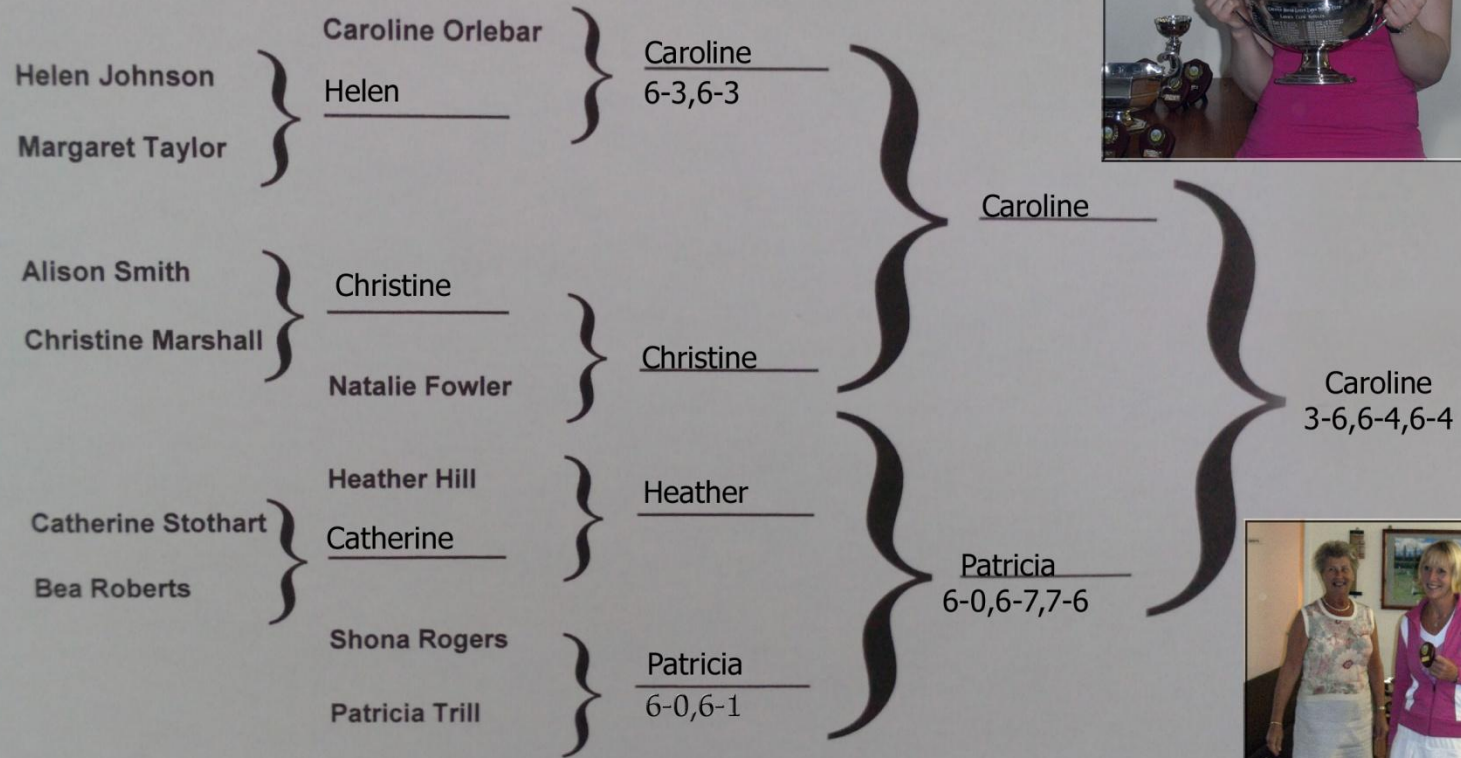 Caroline Orlebar
Helen Johnson
Helen
Margaret Taylor
Caroline
6-3,6-3
Alison Smith
Christine
Christine Marshall
Natalie Fowler
Christine
Caroline
Heather Hill
Catherine Stothart
Catherine
Bea Roberts
Heather
Shona Rogers
Patricia Trill
Patricia
6-0,6-1
Patricia
6-0,6-7,7-6
Caroline
3-6,6-4,6-4